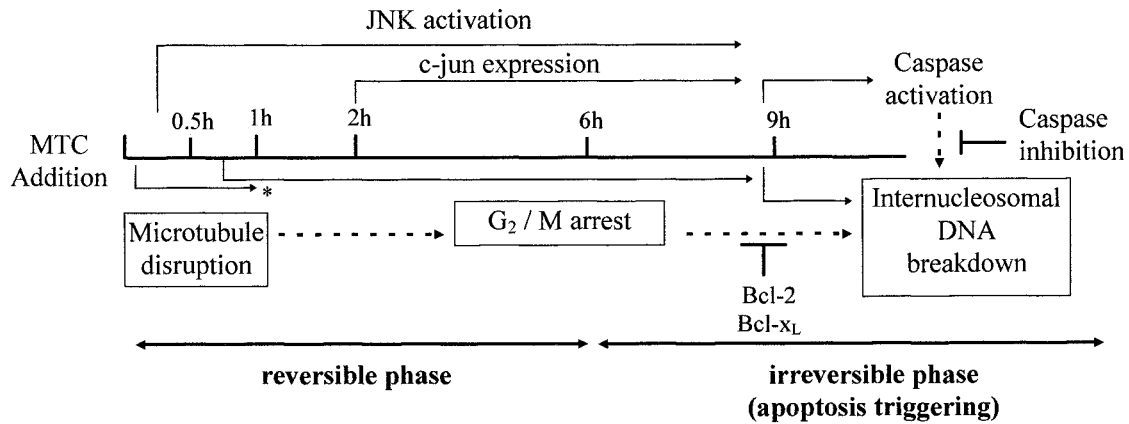 JNK activation
c-jun expression
Caspase
activation
0.5h
1h
2h
6h
9h
MTC
Addition
Caspase
inhibition
*
Microtubule
disruption
G₂ / M arrest
Internucleosomal
DNA
breakdown
Bcl-2
Bcl-xL
reversible phase
irreversible phase
(apoptosis triggering)